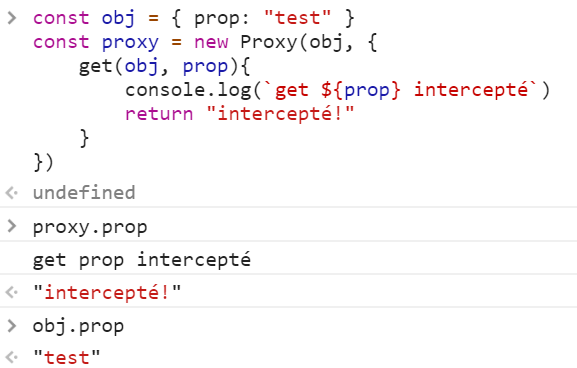 > const obj = { prop: "test" }
const proxy = new Proxy(obj, {
    get(obj, prop){
        console.log(`get ${prop} intercepté`)
        return "intercepté!"
    }
})
undefined
> proxy.prop
get prop intercepté
"intercepté!"
> obj.prop
"test"